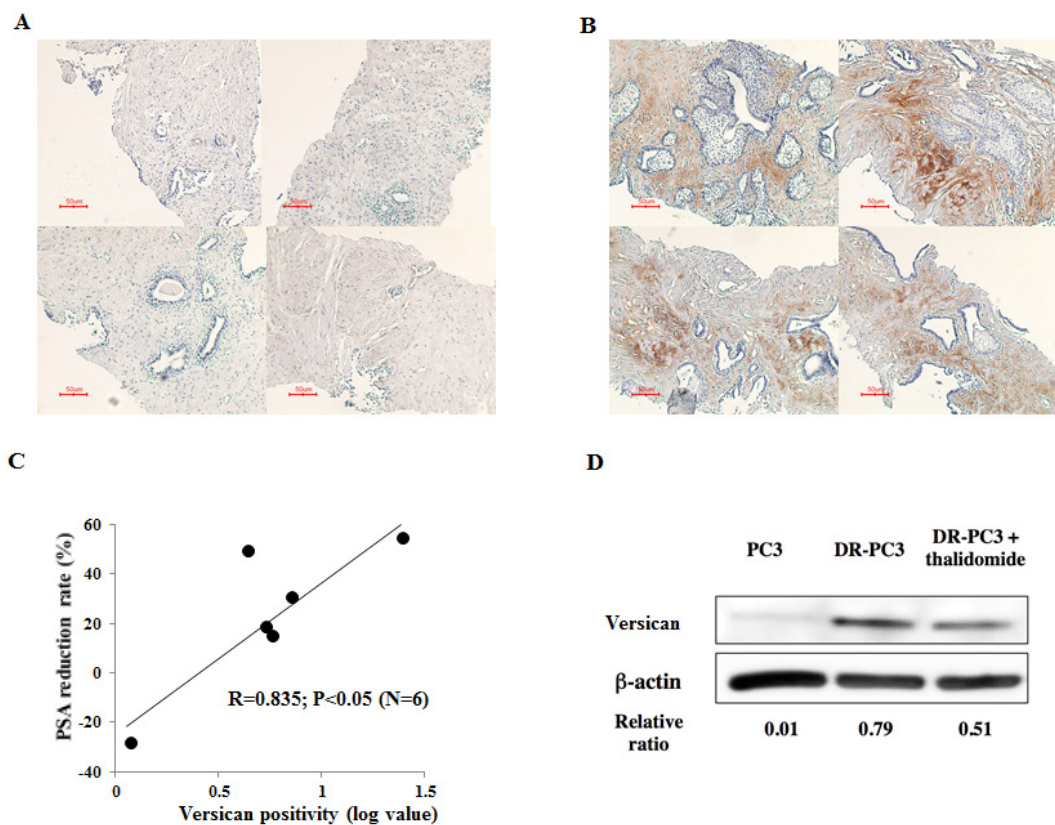 A
B
50um
50um
50um
50um
50um
50um
50um
50um
C
D
PSA reduction rate (%)
60
40
20
0
-20
-40
R=0.835; P<0.05 (N=6)
0
0.5
1
1.5
Versican positivity (log value)
PC3
DR-PC3
DR-PC3 +
thalidomide
Versican
β-actin
Relative
ratio
0.01
0.79
0.51